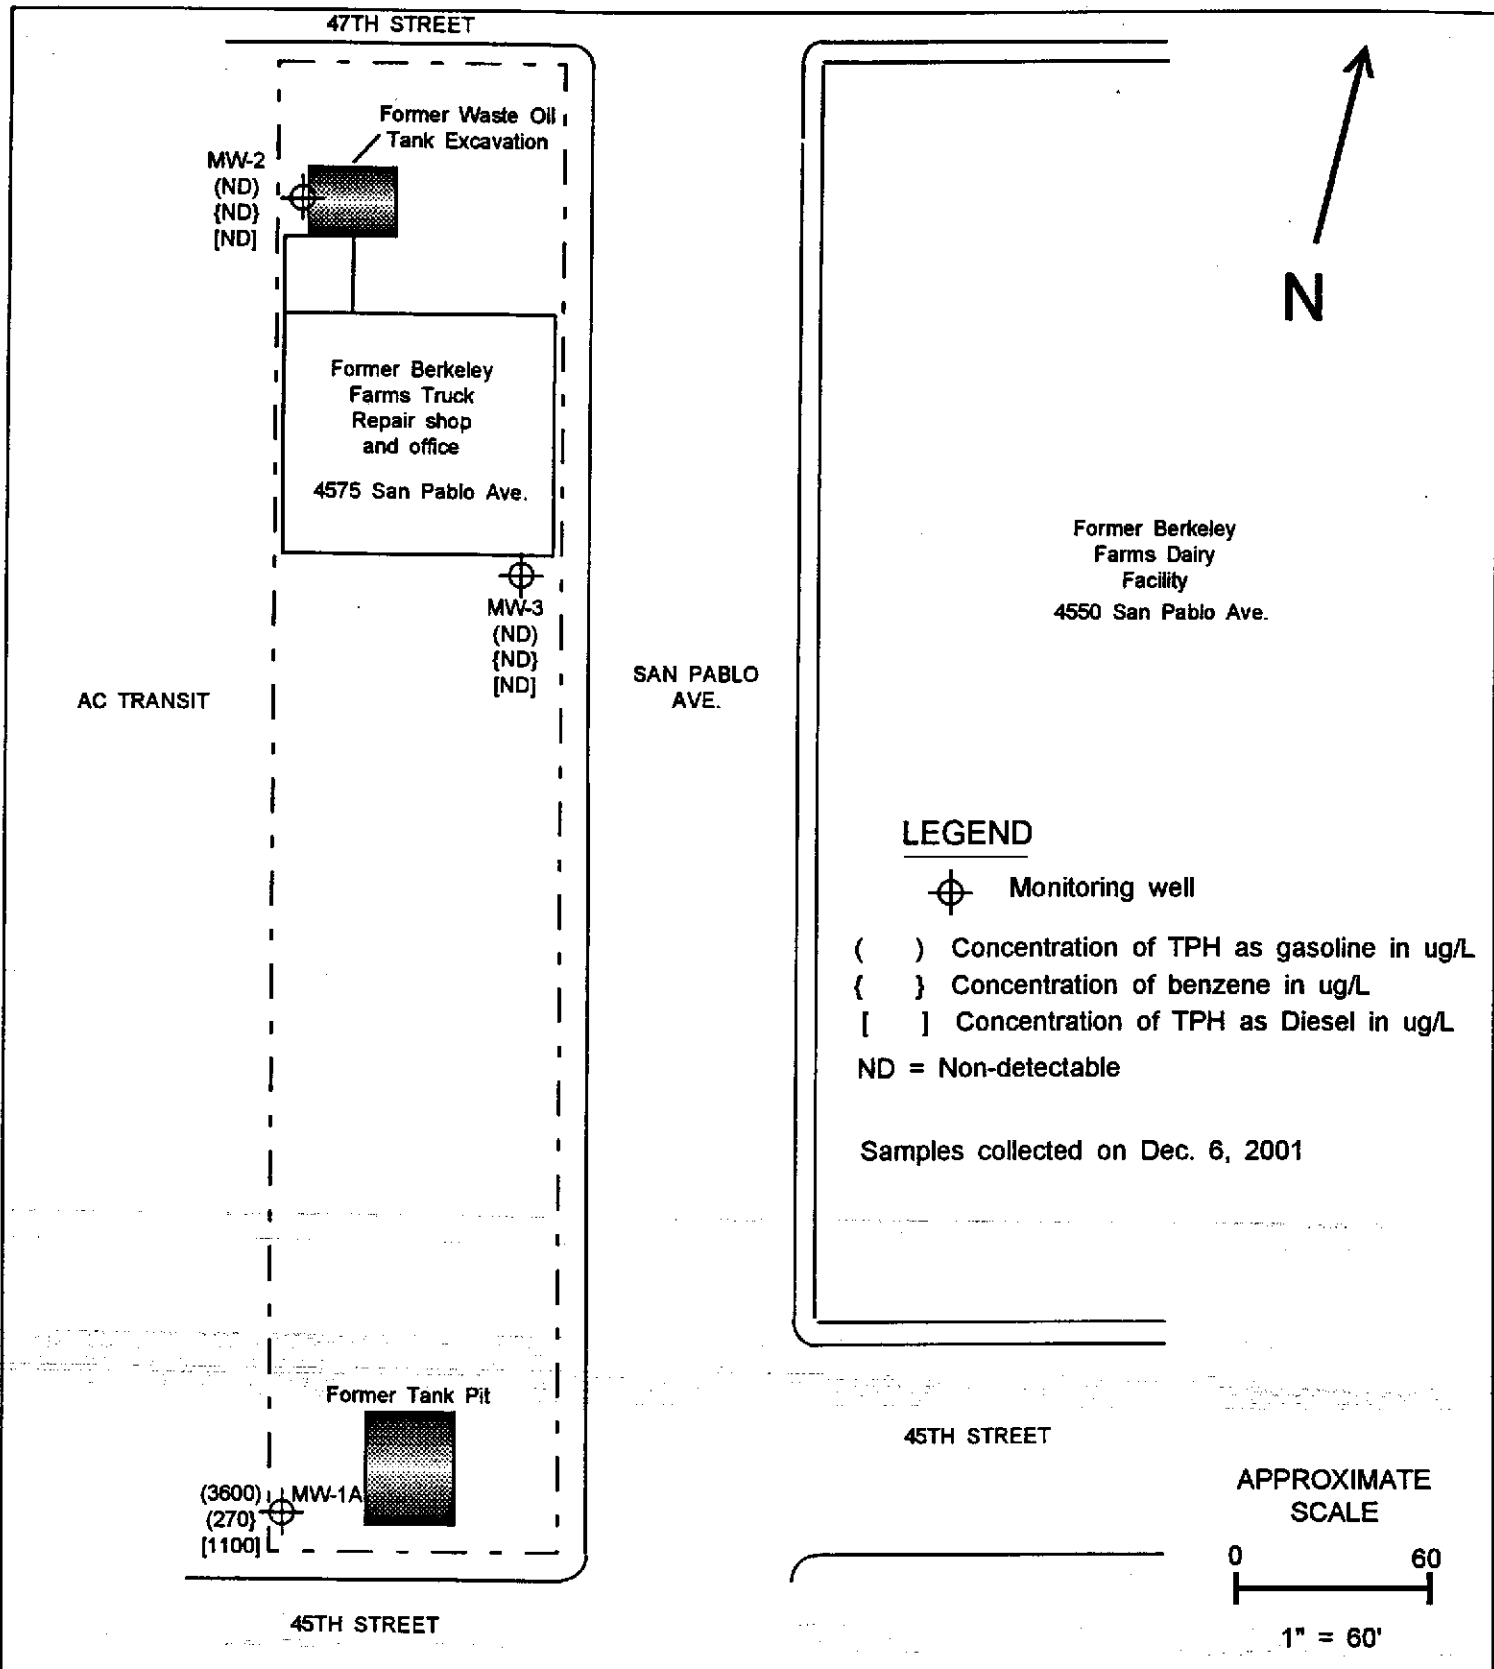 47TH STREET
Former Waste Oil
Tank Excavation
MW-2
(ND)
{ND}
[ND]
N
Former Berkeley
Farms Truck
Repair shop
and office
4575 San Pablo Ave.
Former Berkeley
Farms Dairy
Facility
4550 San Pablo Ave.
MW-3
(ND)
{ND}
[ND]
SAN PABLO
AVE.
AC TRANSIT
LEGEND
Monitoring well
( ) Concentration of TPH as gasoline in ug/L
{ } Concentration of benzene in ug/L
[ ] Concentration of TPH as Diesel in ug/L
ND = Non-detectable
Samples collected on Dec. 6, 2001
Former Tank Pit
(3600)
(270}
[1100]
MW-1A
45TH STREET
45TH STREET
APPROXIMATE
SCALE
0 60
1" = 60'